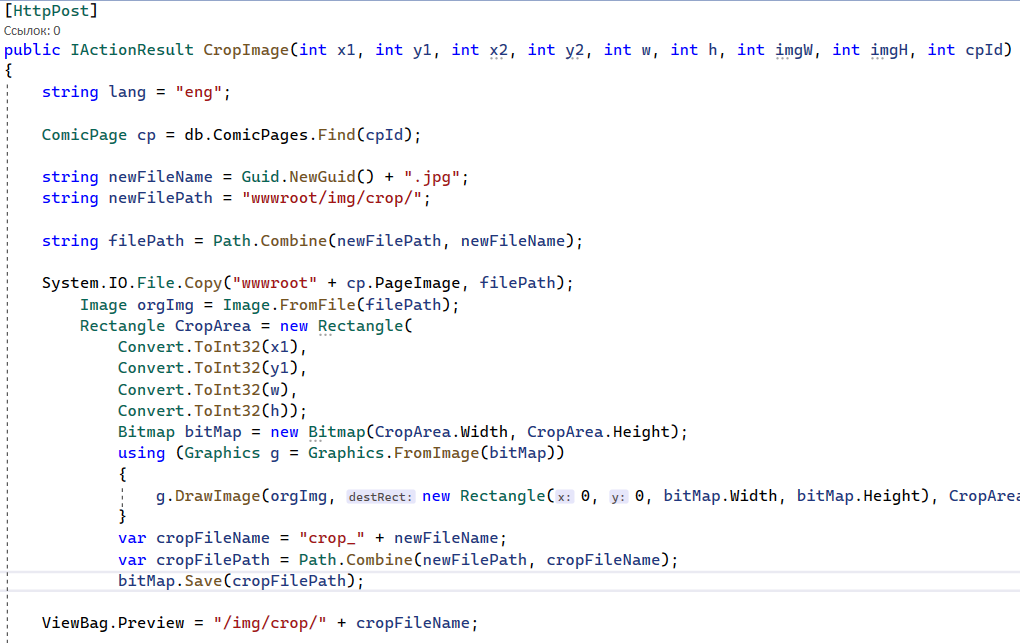 [HttpPost]
Ссылок: 0
public IActionResult CropImage(int x1, int y1, int x2, int y2, int w, int h, int imgW, int imgH, int cpId)
{
string lang = "eng";
ComicPage cp = db.ComicPages.Find(cpId);
string newFileName = Guid.NewGuid() + ".jpg";
string newFilePath = "wwwroot/img/crop/";
string filePath = Path.Combine(newFilePath, newFileName);
System.IO.File.Copy("wwwroot" + cp.PageImage, filePath);
Image orgImg = Image.FromFile(filePath);
Rectangle CropArea = new Rectangle(
Convert.ToInt32(x1),
Convert.ToInt32(y1),
Convert.ToInt32(w),
Convert.ToInt32(h));
Bitmap bitMap = new Bitmap(CropArea.Width, CropArea.Height);
using (Graphics g = Graphics.FromImage(bitMap))
{
g.DrawImage(orgImg, destRect: new Rectangle(x: 0, y: 0, bitMap.Width, bitMap.Height), CropArea
}
var cropFileName = "crop_" + newFileName;
var cropFilePath = Path.Combine(newFilePath, cropFileName);
bitMap.Save(cropFilePath);
ViewBag.Preview = "/img/crop/" + cropFileName;